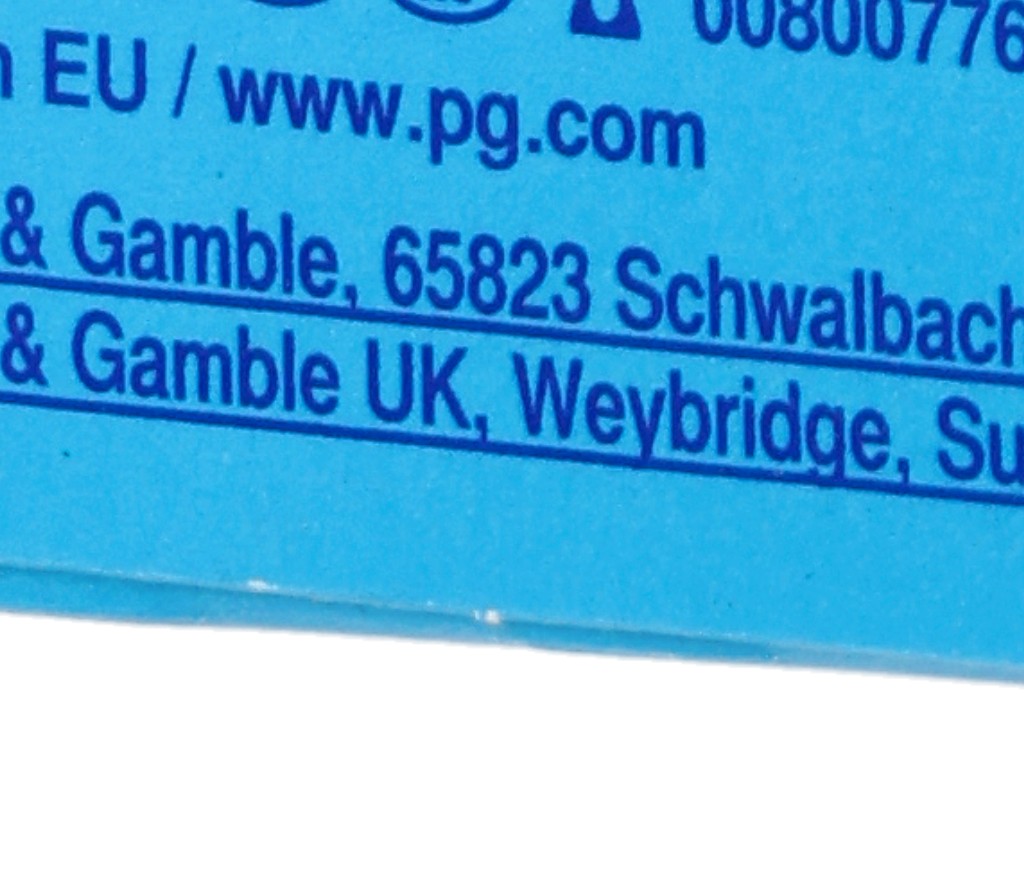 00800776
EU / www.pg.com
& Gamble, 65823 Schwalbach
& Gamble UK, Weybridge, Su